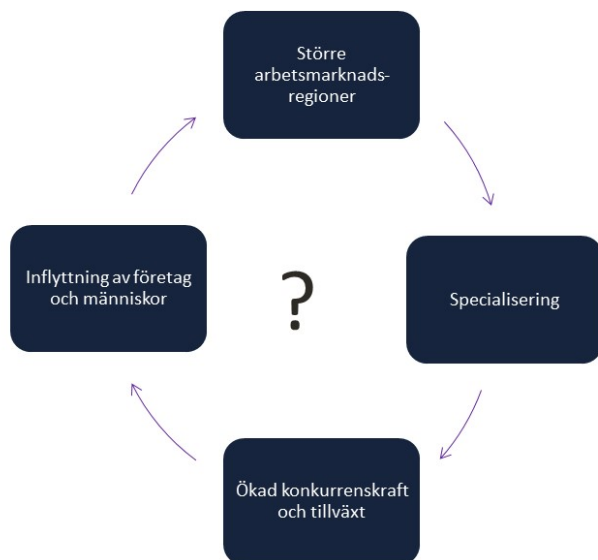 Större
arbetsmarknads-
regioner
Specialisering
Ökad konkurrenskraft
och tillväxt
Inflyttning av företag
och människor
?